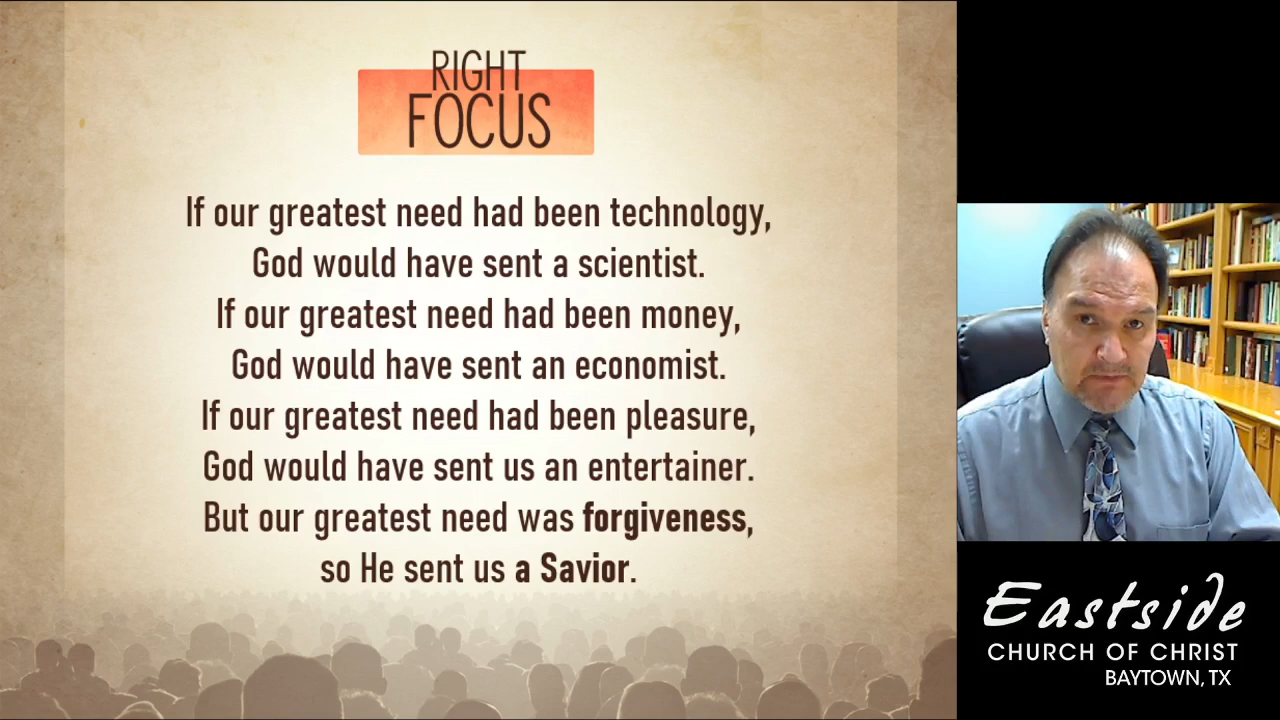 RIGHT
FOCUS
If our greatest need had been technology,
God would have sent a scientist.
If our greatest need had been money,
God would have sent an economist.
If our greatest need had been pleasure,
God would have sent us an entertainer.
But our greatest need was forgiveness,
so He sent us a Savior.
Eastside
CHURCH OF CHRIST
BAYTOWN, TX